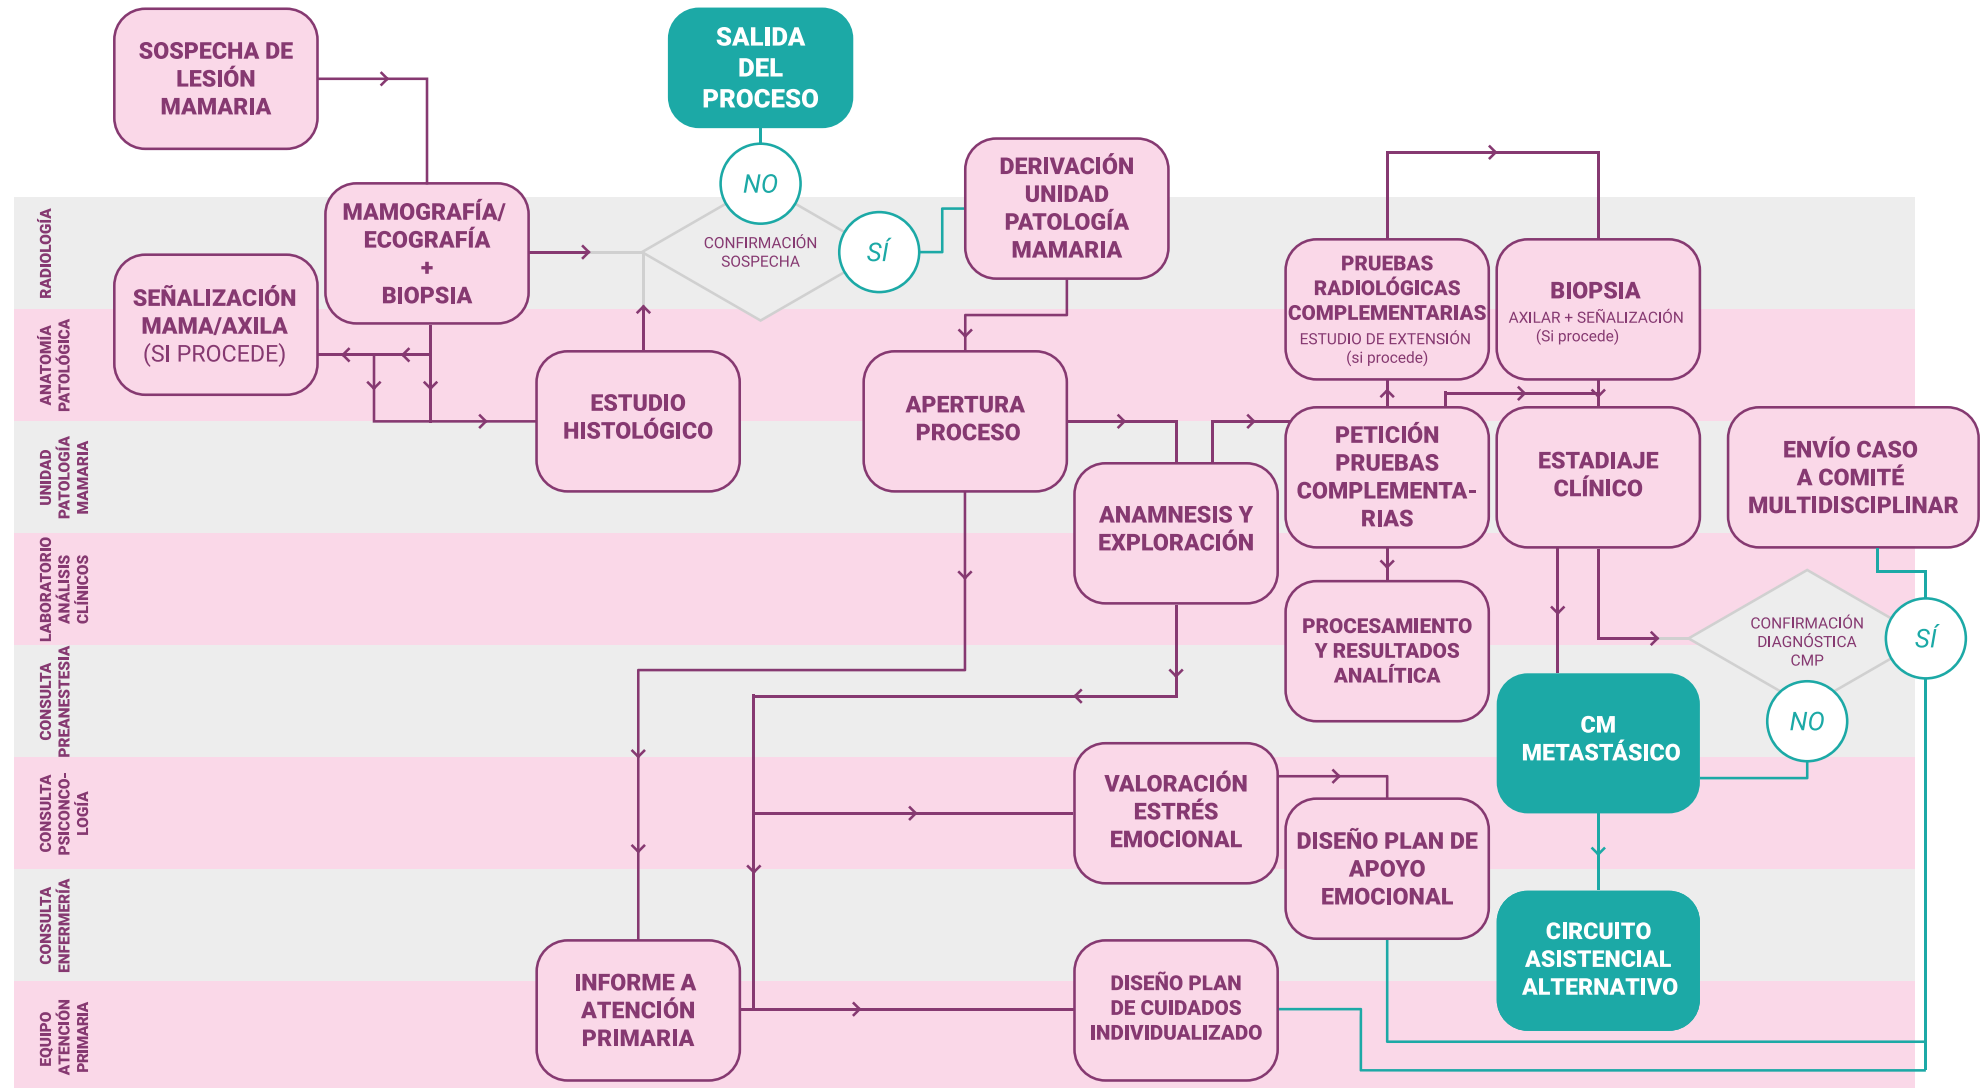 SOSPECHA DE
LESIÓN
MAMARIA
SALIDA
DEL
PROCESO
NO
CONFIRMACIÓN
SOSPECHA
SÍ
DERIVACIÓN
UNIDAD
PATOLOGÍA
MAMARIA
RADIOLOGÍA
MAMOGRAFÍA/
ECOGRAFÍA
+
BIOPSIA
SEÑALIZACIÓN
MAMA/AXILA
(SI PROCEDE)
PRUEBAS
RADIOLÓGICAS
COMPLEMENTARIAS
ESTUDIO DE EXTENSIÓN
(si procede)
BIOPSIA
AXILAR + SEÑALIZACIÓN
(Si procede)
ANATOMÍA
PATOLÓGICA
ESTUDIO
HISTOLÓGICO
APERTURA
PROCESO
UNIDAD
PATOLOGÍA
MAMARIA
ANAMNESIS Y
EXPLORACIÓN
PETICIÓN
PRUEBAS
COMPLEMENTA-
RIAS
ESTADIAJE
CLÍNICO
ENVÍO CASO
A COMITÉ
MULTIDISCIPLINAR
LABORATORIO
ANÁLISIS
CLÍNICOS
PROCESAMIENTO
Y RESULTADOS
ANALÍTICA
CONFIRMACIÓN
DIAGNÓSTICA
CMP
SÍ
NO
CONSULTA
PREANESTESIA
CM
METASTÁSICO
CONSULTA
PSICONCO-
LOGÍA
VALORACIÓN
ESTRÉS
EMOCIONAL
DISEÑO PLAN DE
APOYO
EMOCIONAL
CONSULTA
ENFERMERÍA
CIRCUITO
ASISTENCIAL
ALTERNATIVO
EQUIPO
ATENCIÓN
PRIMARIA
INFORME A
ATENCIÓN
PRIMARIA
DISEÑO PLAN
DE CUIDADOS
INDIVIDUALIZADO